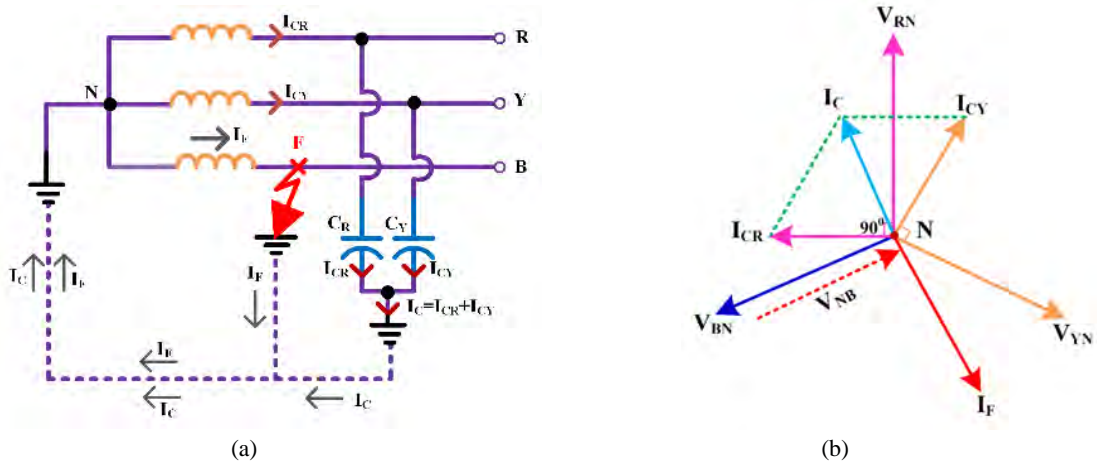 I_CR
R
N
I_CY
Y
I_F
F
B
C_R
C_Y
I_CR
I_CY
I_F
I_C=I_CR+I_CY
I_C
I_F
I_F
I_C
I_C
(a)
V_RN
I_C
I_CY
I_CR
90⁰
N
V_NB
V_BN
V_YN
I_F
(b)